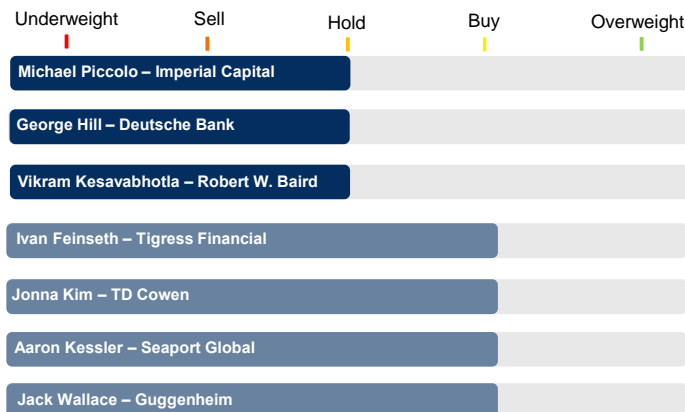 Underweight Sell Hold Buy Overweight
Michael Piccolo – Imperial Capital
George Hill – Deutsche Bank
Vikram Kesavabhotla – Robert W. Baird
Ivan Feinseth – Tigress Financial
Jonna Kim – TD Cowen
Aaron Kessler – Seaport Global
Jack Wallace – Guggenheim